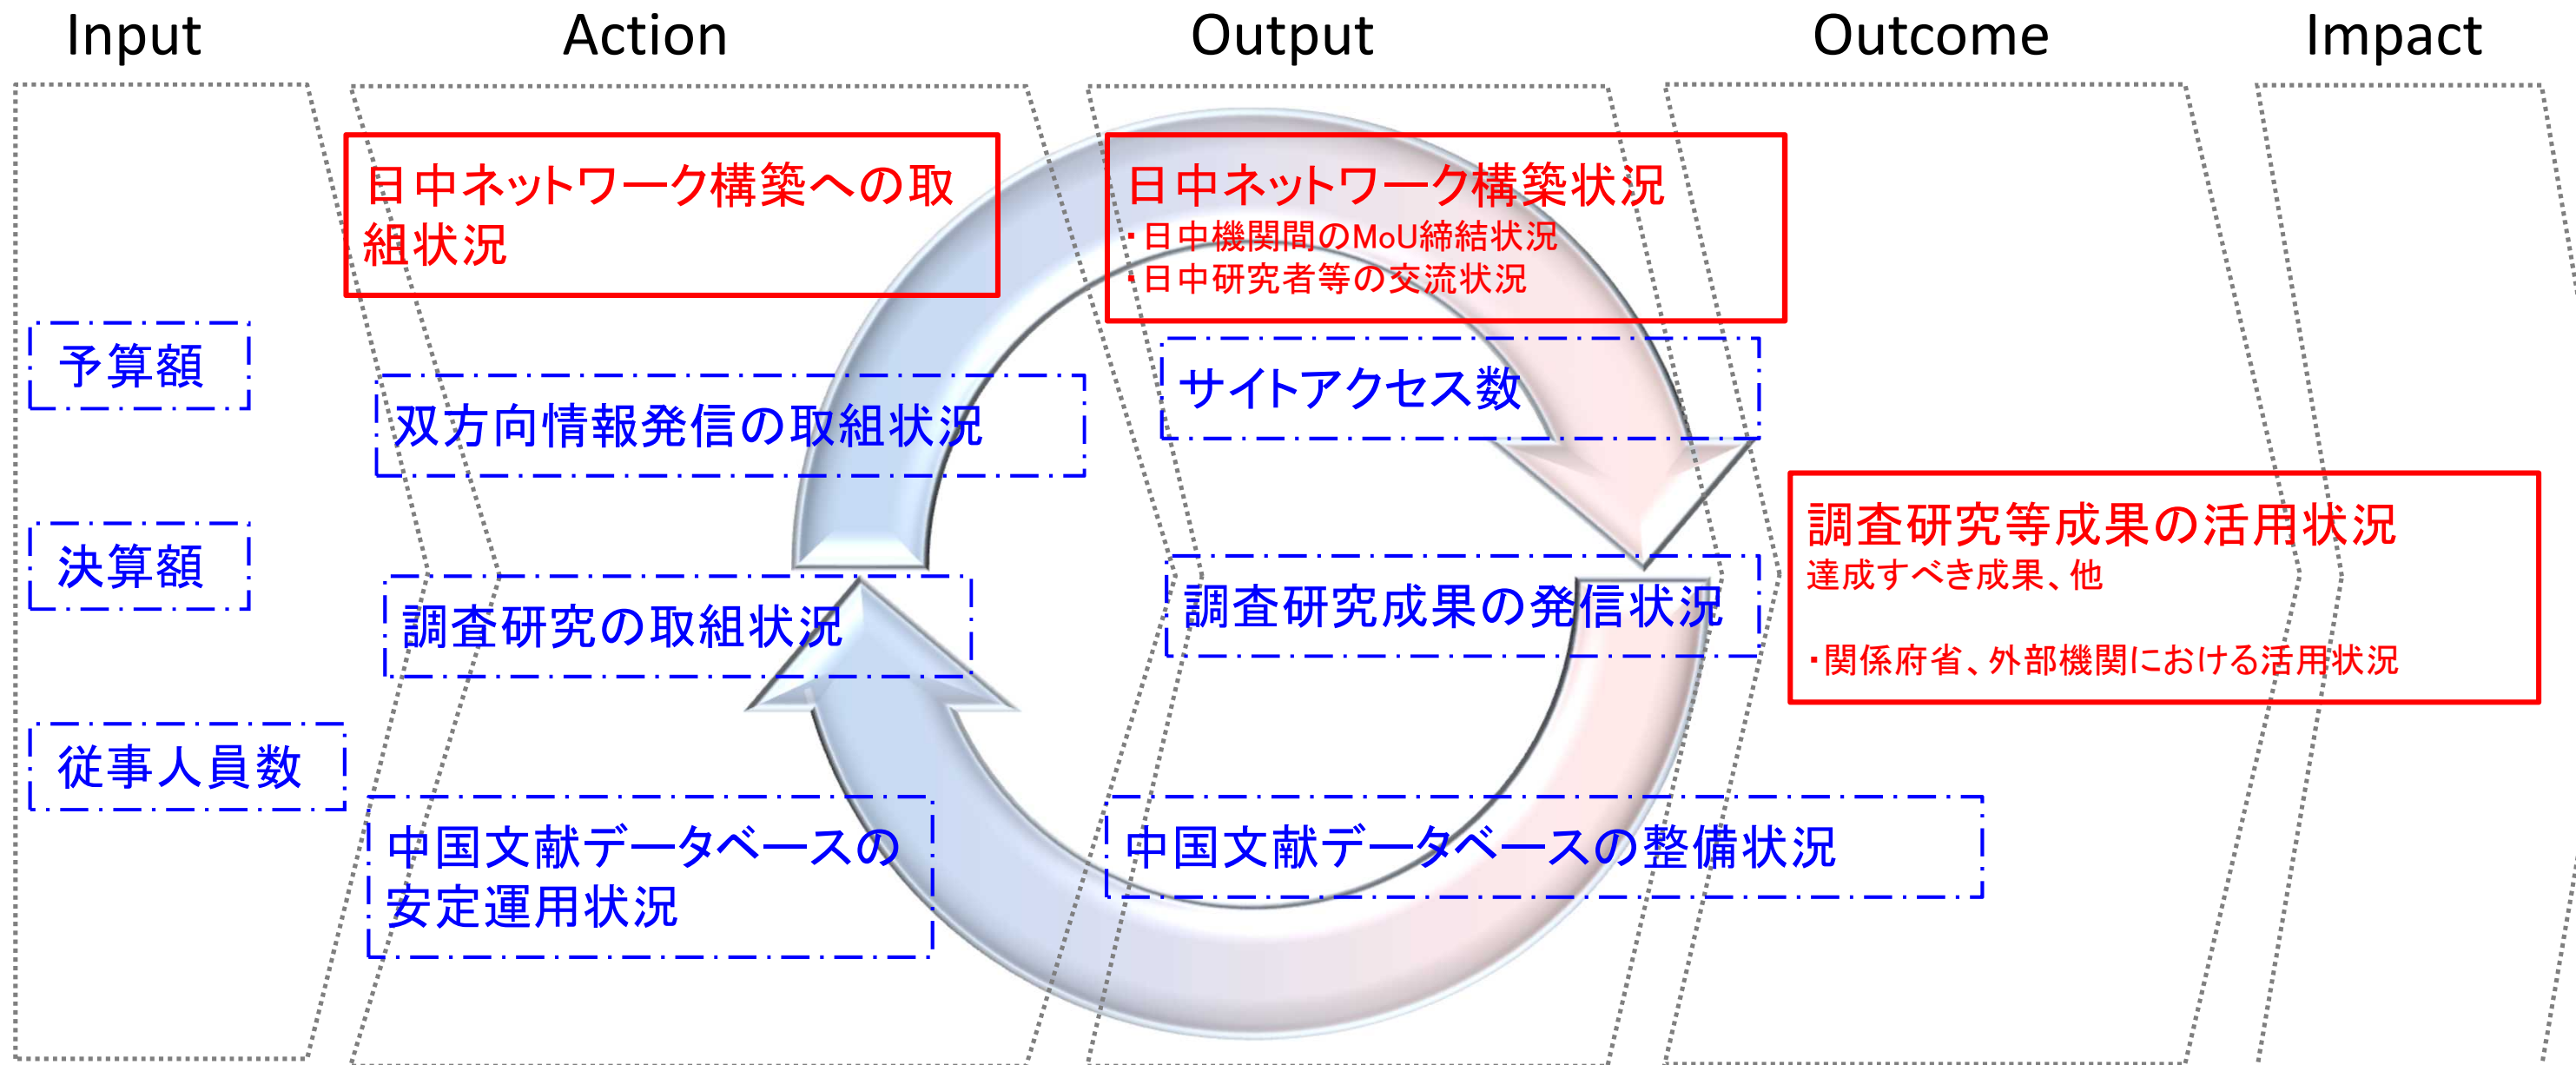 Input
Action
Output
Outcome
Impact
予算額
決算額
従事人員数
日中ネットワーク構築への取
組状況
双方向情報発信の取組状況
調査研究の取組状況
中国文献データベースの
安定運用状況
日中ネットワーク構築状況
・日中機関間のMoU締結状況
・日中研究者等の交流状況
サイトアクセス数
調査研究成果の発信状況
中国文献データベースの整備状況
調査研究等成果の活用状況
達成すべき成果、他
・関係府省、外部機関における活用状況